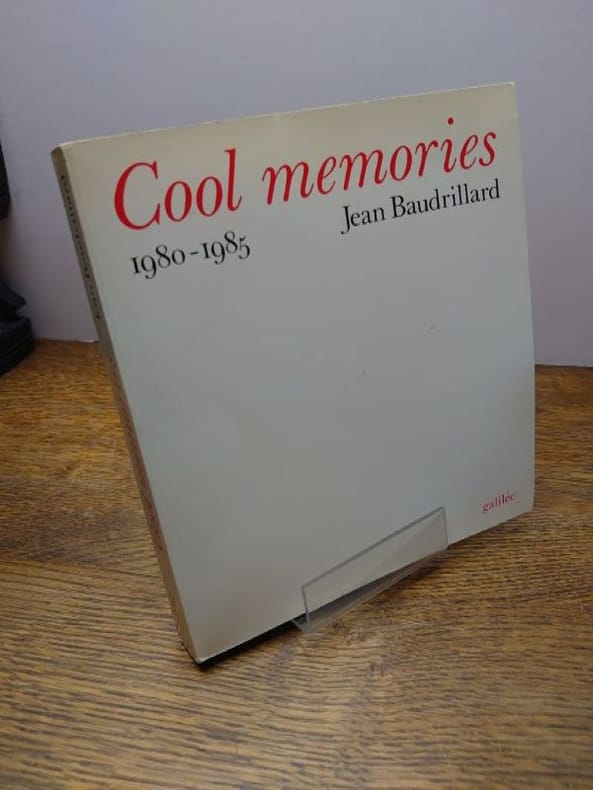 Cool memories
1980-1985
Jean Baudrillard
galilée